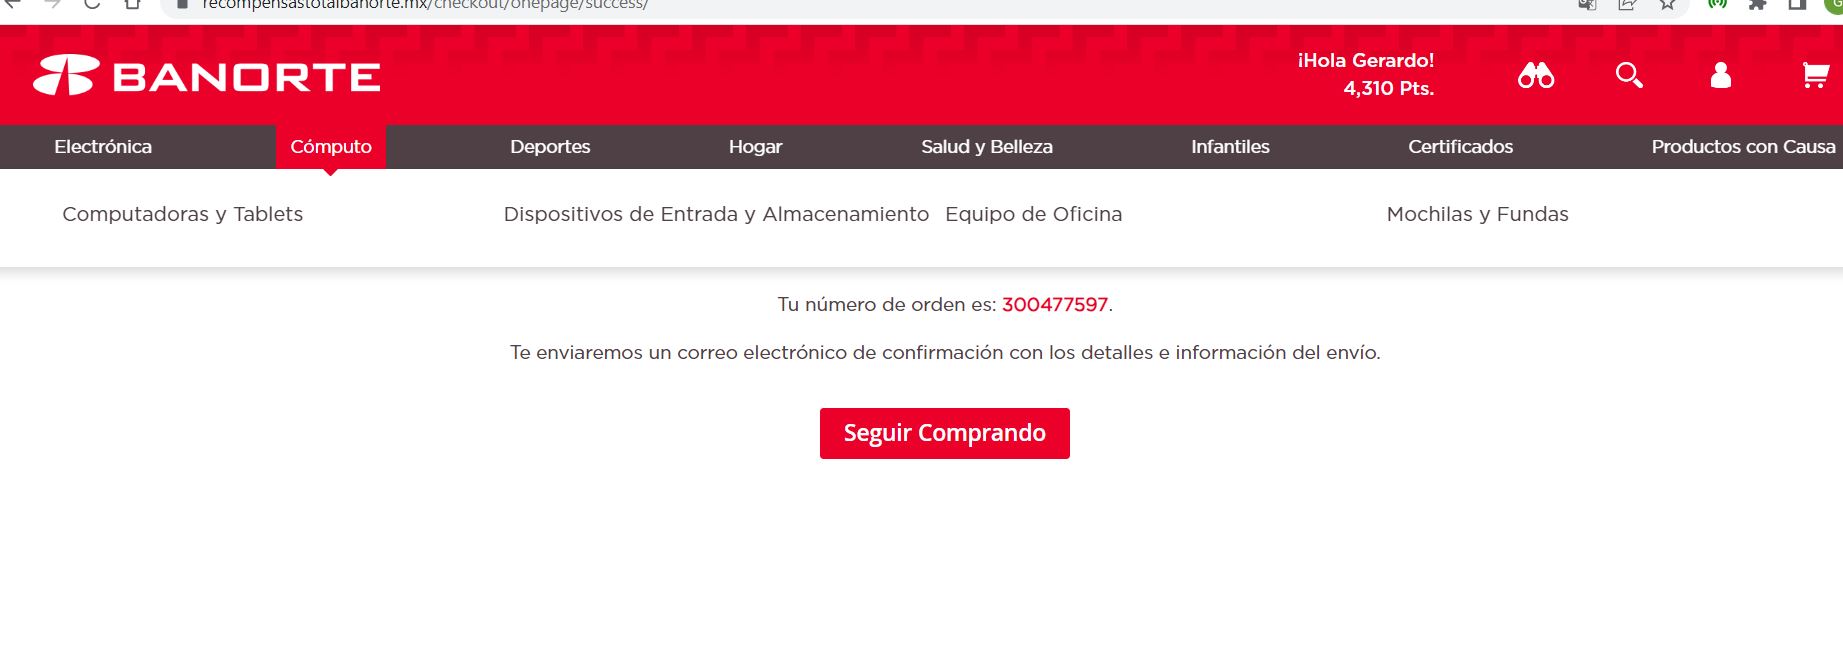 recompensastotalbanorte.mx/checkout/onepage/success/
BANORTE
¡Hola Gerardo!
4,310 Pts.
Electrónica Cómputo Deportes Hogar Salud y Belleza Infantiles Certificados Productos con Causa
Computadoras y Tablets Dispositivos de Entrada y Almacenamiento Equipo de Oficina Mochilas y Fundas
Tu número de orden es: 300477597.
Te enviaremos un correo electrónico de confirmación con los detalles e información del envío.
Seguir Comprando